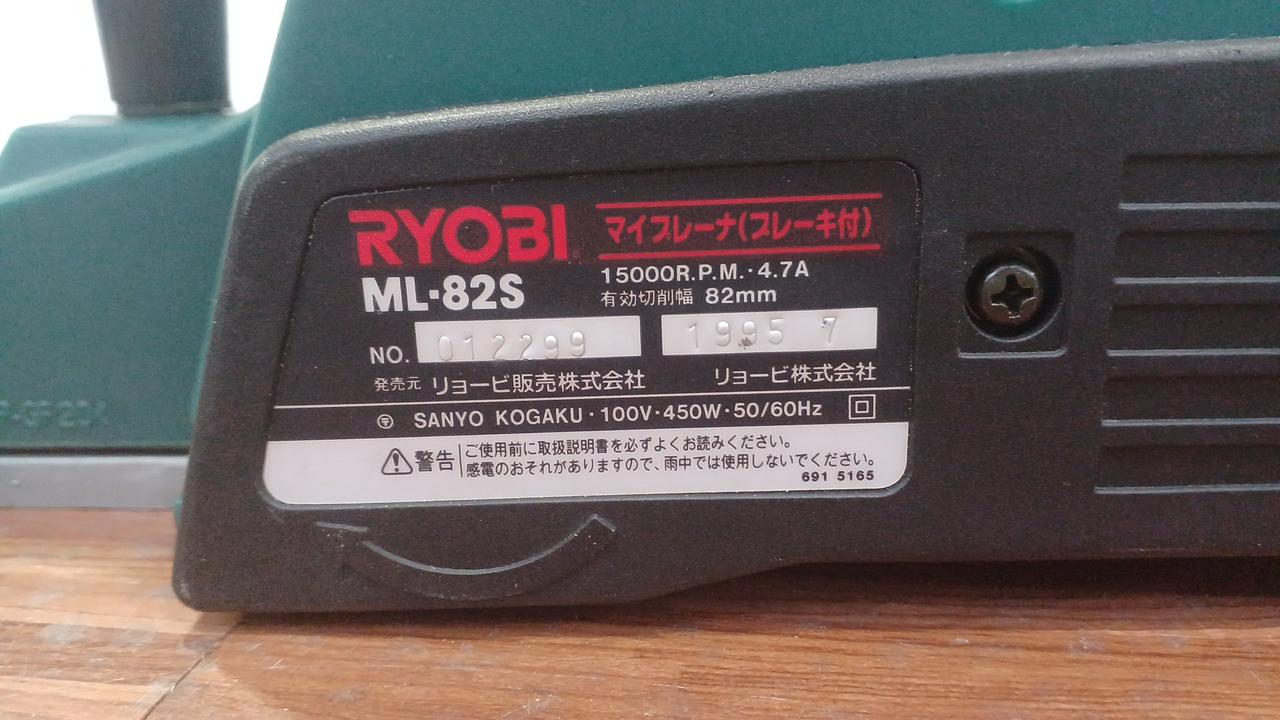 RYOBI マイプレーナ(ブレーキ付)
ML-82S 15000R.P.M.・4.7A
有効切削幅 82mm
NO. 012299 1995 7
発売元 リョービ販売株式会社 リョービ株式会社
〶 SANYO KOGAKU・100V・450W・50/60Hz
⚠警告 ご使用前に取扱説明書を必ずよくお読みください。
感電のおそれがありますので、雨中では使用しないでください。
691 5165